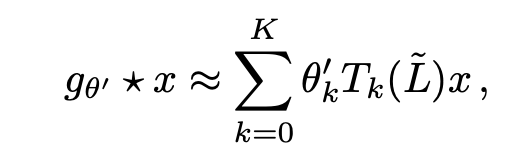 g_{θ′} ⋆ x ≈ \sum_{k=0}^{K} θ′_k T_k(\tilde{L}) x ,